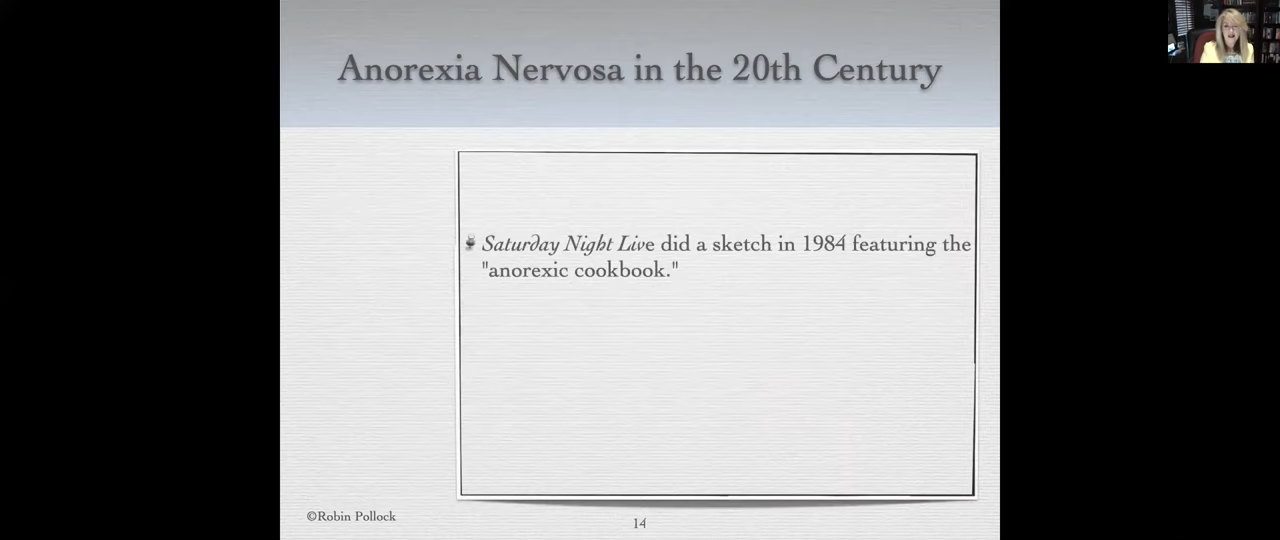 Anorexia Nervosa in the 20th Century
Saturday Night Live did a sketch in 1984 featuring the
"anorexic cookbook."
©Robin Pollock
14